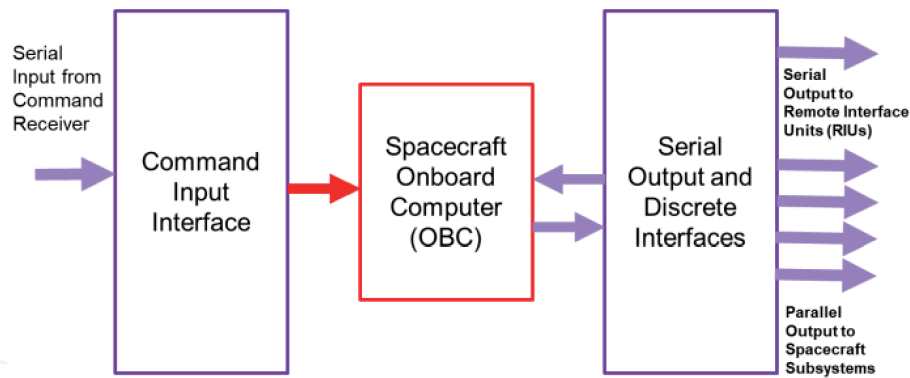 Serial
Input from
Command
Receiver
Command
Input
Interface
Spacecraft
Onboard
Computer
(OBC)
Serial
Output and
Discrete
Interfaces
Serial
Output to
Remote Interface
Units (RIUs)
Parallel
Output to
Spacecraft
Subsystems